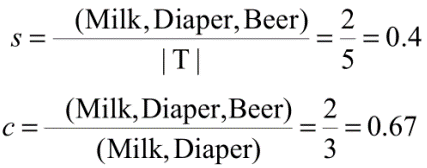 s = (Milk,Diaper,Beer) / |T| = 2/5 = 0.4
c = (Milk,Diaper,Beer) / (Milk,Diaper) = 2/3 = 0.67